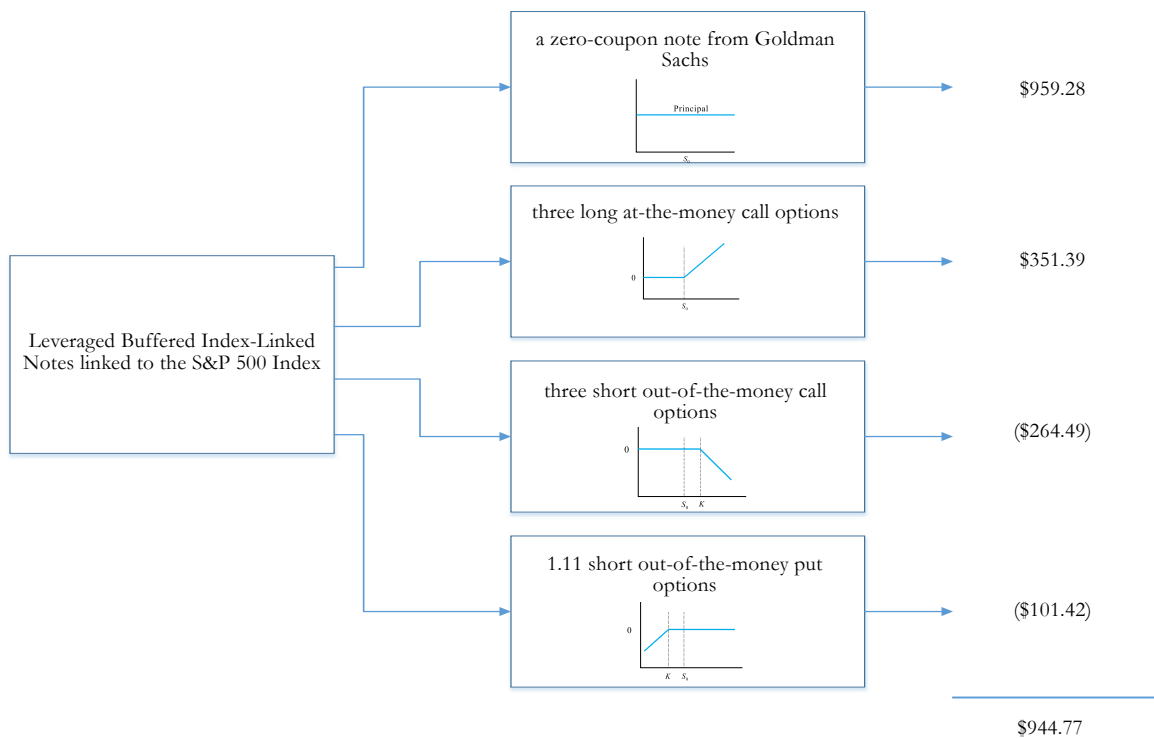 a zero-coupon note from Goldman
Sachs
Principal
S₀
$959.28
three long at-the-money call options
0
S₀
$351.39
Leveraged Buffered Index-Linked
Notes linked to the S&P 500 Index
three short out-of-the-money call
options
0
S₀ K
($264.49)
1.11 short out-of-the-money put
options
0
K S₀
($101.42)
$944.77